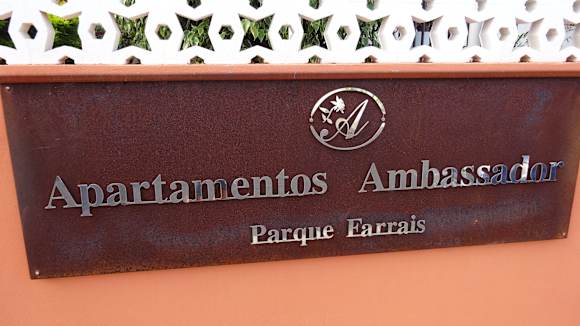 A
Apartamentos Ambassador
Parque Farrais